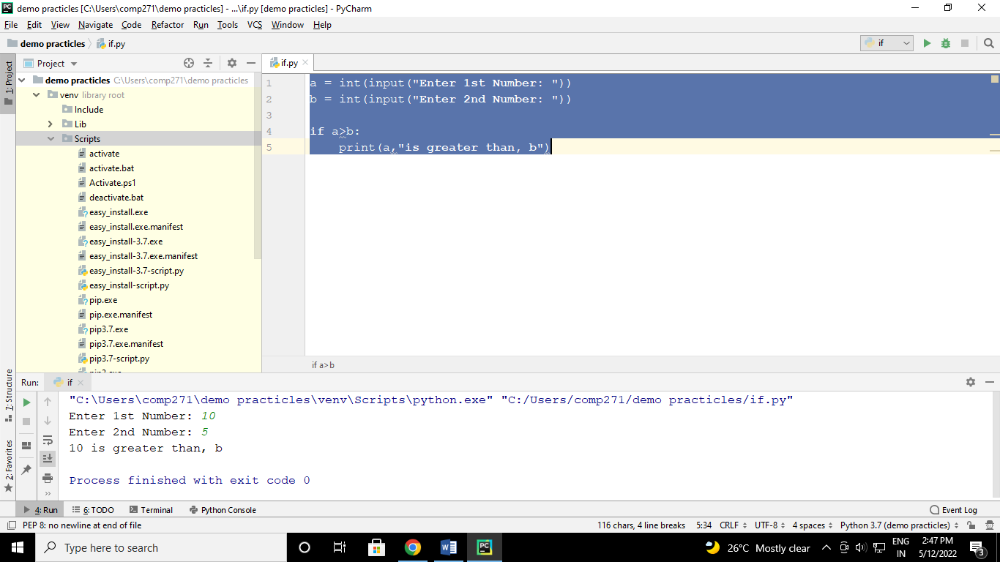 demo practicles [C:\Users\comp271\demo practicles] - ...\if.py [demo practicles] - PyCharm
File Edit View Navigate Code Refactor Run Tools VCS Window Help
demo practicles if.py if
1: Project
Project
if.py
demo practicles C:\Users\comp271\demo practicles
venv library root
Include
Lib
Scripts
activate
activate.bat
Activate.ps1
deactivate.bat
easy_install.exe
easy_install.exe.manifest
easy_install-3.7.exe
easy_install-3.7.exe.manifest
easy_install-3.7-script.py
easy_install-script.py
pip.exe
pip.exe.manifest
pip3.7.exe
pip3.7.exe.manifest
pip3.7-script.py
1 a = int(input("Enter 1st Number: "))
2 b = int(input("Enter 2nd Number: "))
3
4 if a>b:
5 print(a,"is greater than, b")
if a>b
7: Structure
2: Favorites
Run: if
"C:\Users\comp271\demo practicles\venv\Scripts\python.exe" "C:/Users/comp271/demo practicles/if.py"
Enter 1st Number: 10
Enter 2nd Number: 5
10 is greater than, b
Process finished with exit code 0
4: Run 6: TODO Terminal Python Console Event Log
PEP 8: no newline at end of file 116 chars, 4 line breaks 5:34 CRLF UTF-8 4 spaces Python 3.7 (demo practicles)
Type here to search
26°C Mostly clear
ENG
IN
2:47 PM
5/12/2022
3